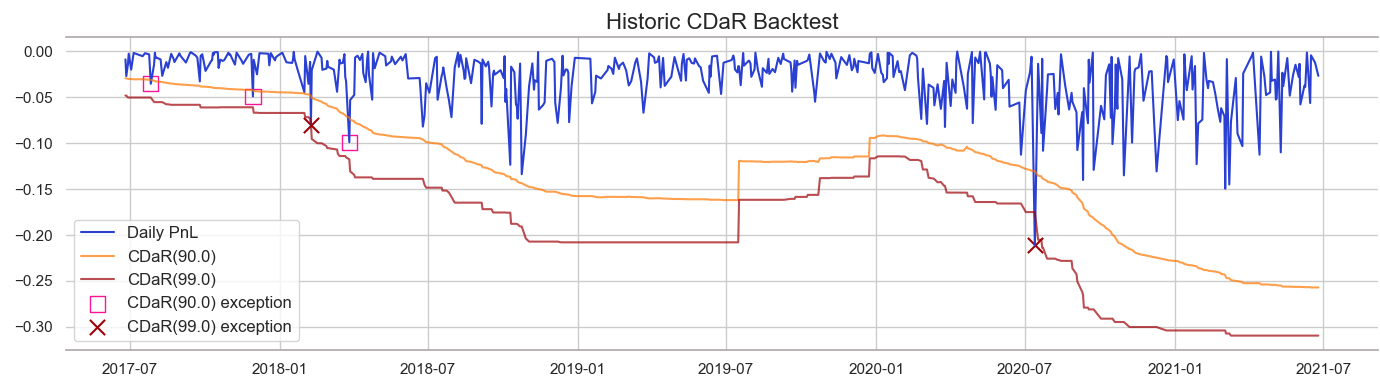 Historic CDaR Backtest
0.00
−0.05
−0.10
−0.15
−0.20
−0.25
−0.30
Daily PnL
CDaR(90.0)
CDaR(99.0)
CDaR(90.0) exception
CDaR(99.0) exception
2017-07
2018-01
2018-07
2019-01
2019-07
2020-01
2020-07
2021-01
2021-07